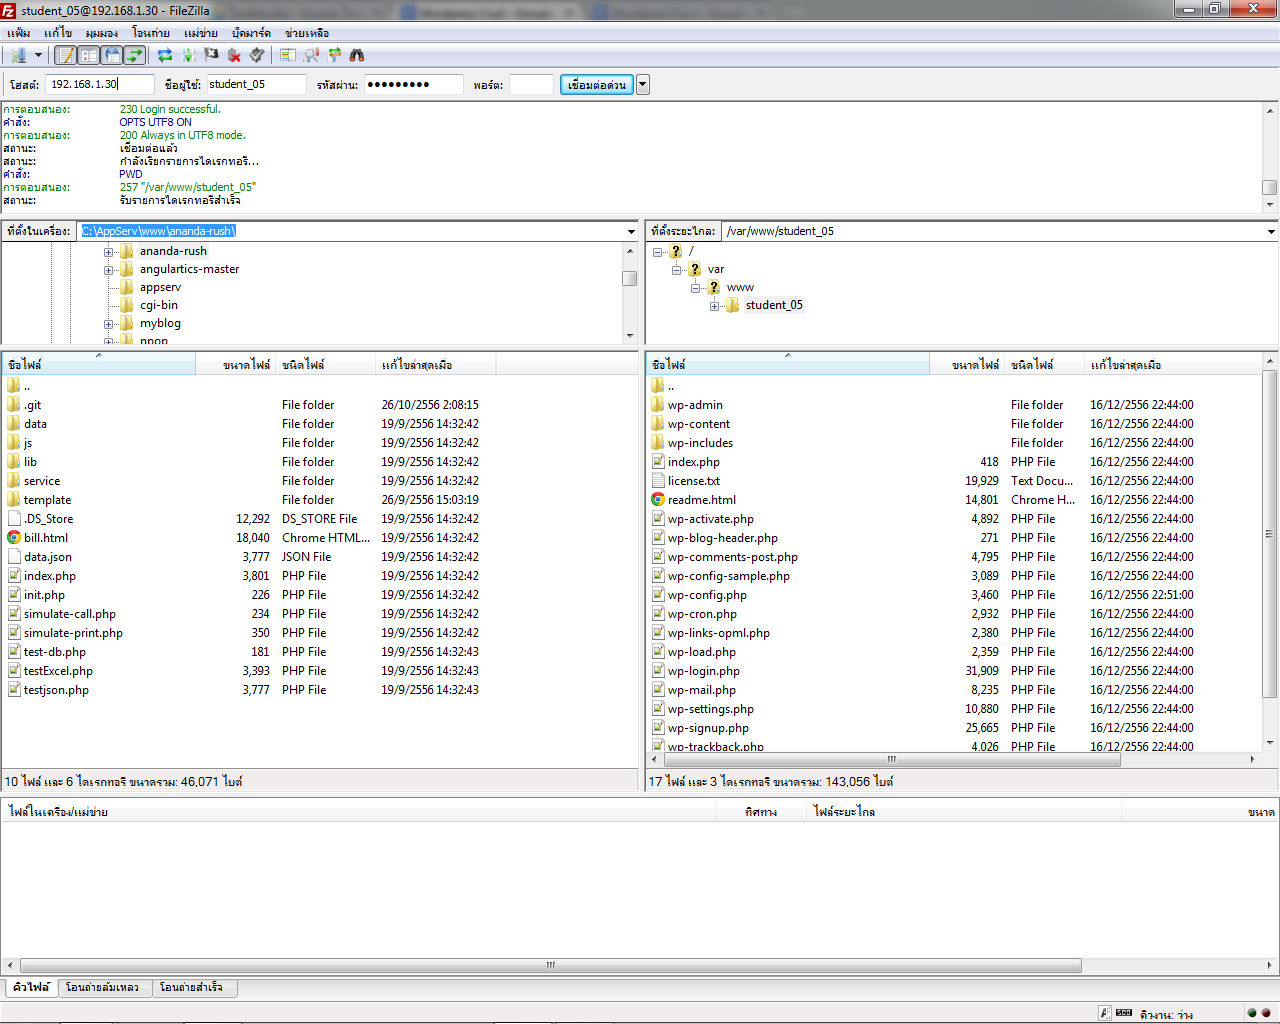 student_05@192.168.1.30 - FileZilla
แฟ้ม แก้ไข มุมมอง โอนถ่าย แม่ข่าย บุ๊ดมาร์ด ช่วยเหลือ
โฮสต์: 192.168.1.30 ชื่อผู้ใช้: student_05 รหัสผ่าน: ●●●●●●●●● พอร์ต: เชื่อมต่อด่วน
การตอบสนอง: 230 Login successful.
คำสั่ง: OPTS UTF8 ON
การตอบสนอง: 200 Always in UTF8 mode.
สถานะ: เชื่อมต่อแล้ว
สถานะ: กำลังเรียกรายการไดเรกทอรี...
คำสั่ง: PWD
การตอบสนอง: 257 "/var/www/student_05"
สถานะ: รับรายการไดเรกทอรีสำเร็จ
ที่ตั้งในเครื่อง: C:\AppServ\www\ananda-rush\
ananda-rush
angulartics-master
appserv
cgi-bin
myblog
npop
ที่ตั้งระยะไกล: /var/www/student_05
/
var
www
student_05
ชื่อไฟล์ ขนาดไฟล์ ชนิดไฟล์ แก้ไขล่าสุดเมื่อ
..
.git File folder 26/10/2556 2:08:15
data File folder 19/9/2556 14:32:42
js File folder 19/9/2556 14:32:42
lib File folder 19/9/2556 14:32:42
service File folder 19/9/2556 14:32:42
template File folder 26/9/2556 15:03:19
.DS_Store 12,292 DS_STORE File 19/9/2556 14:32:42
bill.html 18,040 Chrome HTML... 19/9/2556 14:32:42
data.json 3,777 JSON File 19/9/2556 14:32:42
index.php 3,801 PHP File 19/9/2556 14:32:42
init.php 226 PHP File 19/9/2556 14:32:42
simulate-call.php 234 PHP File 19/9/2556 14:32:42
simulate-print.php 350 PHP File 19/9/2556 14:32:42
test-db.php 181 PHP File 19/9/2556 14:32:43
testExcel.php 3,393 PHP File 19/9/2556 14:32:43
testjson.php 3,777 PHP File 19/9/2556 14:32:43
10 ไฟล์ และ 6 ไดเรกทอรี ขนาดรวม: 46,071 ไบต์
ชื่อไฟล์ ขนาดไฟล์ ชนิดไฟล์ แก้ไขล่าสุดเมื่อ
..
wp-admin File folder 16/12/2556 22:44:00
wp-content File folder 16/12/2556 22:44:00
wp-includes File folder 16/12/2556 22:44:00
index.php 418 PHP File 16/12/2556 22:44:00
license.txt 19,929 Text Docu... 16/12/2556 22:44:00
readme.html 14,801 Chrome H... 16/12/2556 22:44:00
wp-activate.php 4,892 PHP File 16/12/2556 22:44:00
wp-blog-header.php 271 PHP File 16/12/2556 22:44:00
wp-comments-post.php 4,795 PHP File 16/12/2556 22:44:00
wp-config-sample.php 3,089 PHP File 16/12/2556 22:44:00
wp-config.php 3,460 PHP File 16/12/2556 22:51:00
wp-cron.php 2,932 PHP File 16/12/2556 22:44:00
wp-links-opml.php 2,380 PHP File 16/12/2556 22:44:00
wp-load.php 2,359 PHP File 16/12/2556 22:44:00
wp-login.php 31,909 PHP File 16/12/2556 22:44:00
wp-mail.php 8,235 PHP File 16/12/2556 22:44:00
wp-settings.php 10,880 PHP File 16/12/2556 22:44:00
wp-signup.php 25,665 PHP File 16/12/2556 22:44:00
wp-trackback.php 4,026 PHP File 16/12/2556 22:44:00
17 ไฟล์ และ 3 ไดเรกทอรี ขนาดรวม: 143,056 ไบต์
ไฟล์ในเครื่อง/แม่ข่าย ทิศทาง ไฟล์ระยะไกล ขนาด
คิวไฟล์ โอนถ่ายล้มเหลว โอนถ่ายสำเร็จ
คิวงาน: ว่าง